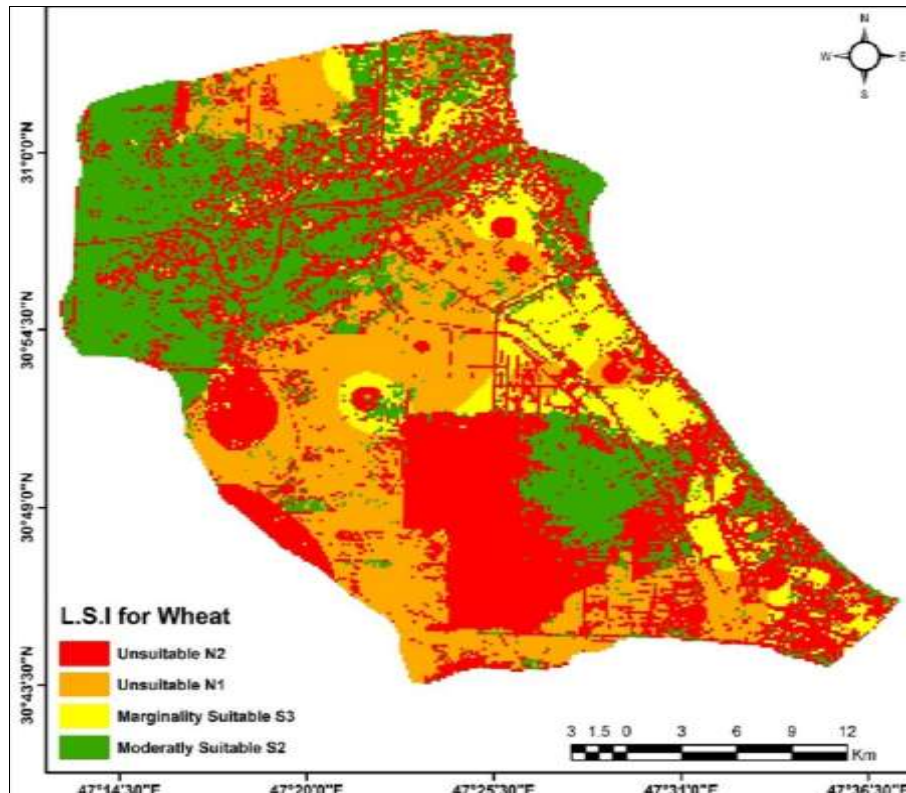 N
W E
S
31°0'0"N
30°54'30"N
30°49'0"N
30°43'30"N
L.S.I for Wheat
Unsuitable N2
Unsuitable N1
Marginality Suitable S3
Moderatly Suitable S2
3 1.5 0 3 6 9 12
Km
47°14'30"E 47°20'0"E 47°25'30"E 47°31'0"E 47°36'30"E